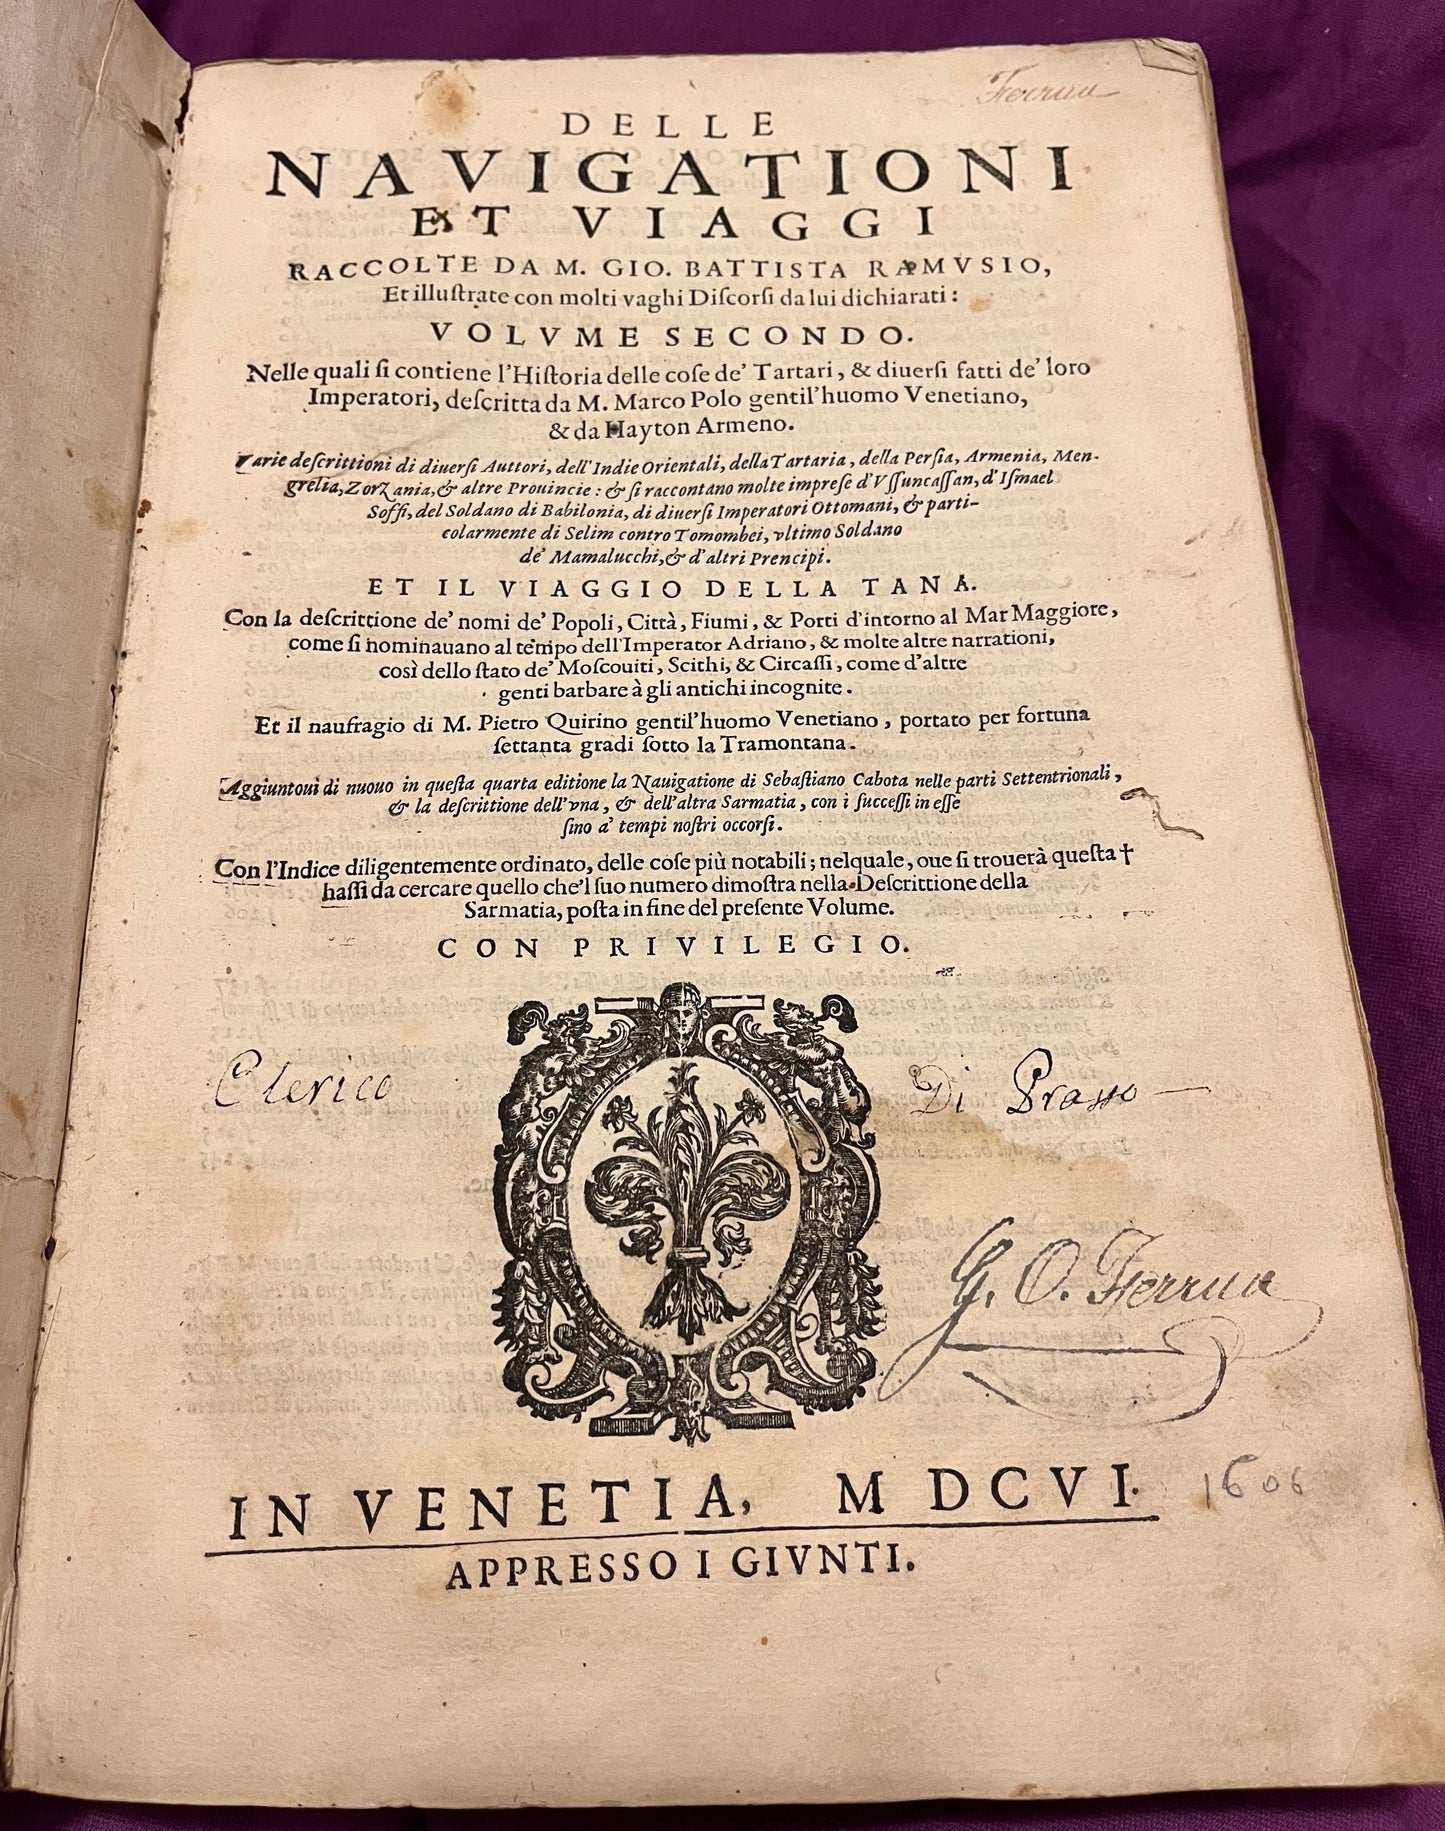 Ferrua
DELLE
NAVIGATIONI
ET VIAGGI
RACCOLTE DA M. GIO. BATTISTA RAMVSIO,
Et illuſtrate con molti vaghi Diſcorſi da lui dichiarati:
VOLVME SECONDO.
Nelle quali ſi contiene l'Hiſtoria delle coſe de' Tartari, & diuerſi fatti de' loro
Imperatori, deſcritta da M. Marco Polo gentil'huomo Venetiano,
& da Hayton Armeno.
Varie deſcrittioni di diuerſi Auttori, dell'Indie Orientali, della Tartaria, della Perſia, Armenia, Men-
grelia, Zorzania, & altre Prouincie: & ſi raccontano molte impreſe d'Vſſuncaſſan, d'Iſmael
Soffi, del Soldano di Babilonia, di diuerſi Imperatori Ottomani, & parti-
colarmente di Selim contro Tomombei, vltimo Soldano
de' Mamalucchi, & d'altri Prencipi.
ET IL VIAGGIO DELLA TANA.
Con la deſcrittione de' nomi de' Popoli, Città, Fiumi, & Porti d'intorno al Mar Maggiore,
come ſi nominauano al tempo dell'Imperator Adriano, & molte altre narrationi,
così dello ſtato de' Moſcouiti, Scithi, & Circaſſi, come d'altre
genti barbare à gli antichi incognite.
Et il naufragio di M. Pietro Quirino gentil'huomo Venetiano, portato per fortuna
ſettanta gradi ſotto la Tramontana.
Aggiuntoui di nuouo in queſta quarta editione la Nauigatione di Sebaſtiano Cabota nelle parti Settentrionali,
& la deſcrittione dell'vna, & dell'altra Sarmatia, con i ſucceſſi in eſſe
ſino a' tempi noſtri occorſi.
Con l'Indice diligentemente ordinato, delle coſe più notabili; nelquale, oue ſi trouerà queſta †
haſſi da cercare quello che'l ſuo numero dimoſtra nella Deſcrittione della
Sarmatia, poſta in fine del preſente Volume.
CON PRIVILEGIO.
Clerico Di Prasso
G. O. Ferrua
IN VENETIA, MDCVI. 1606
APPRESSO I GIVNTI.